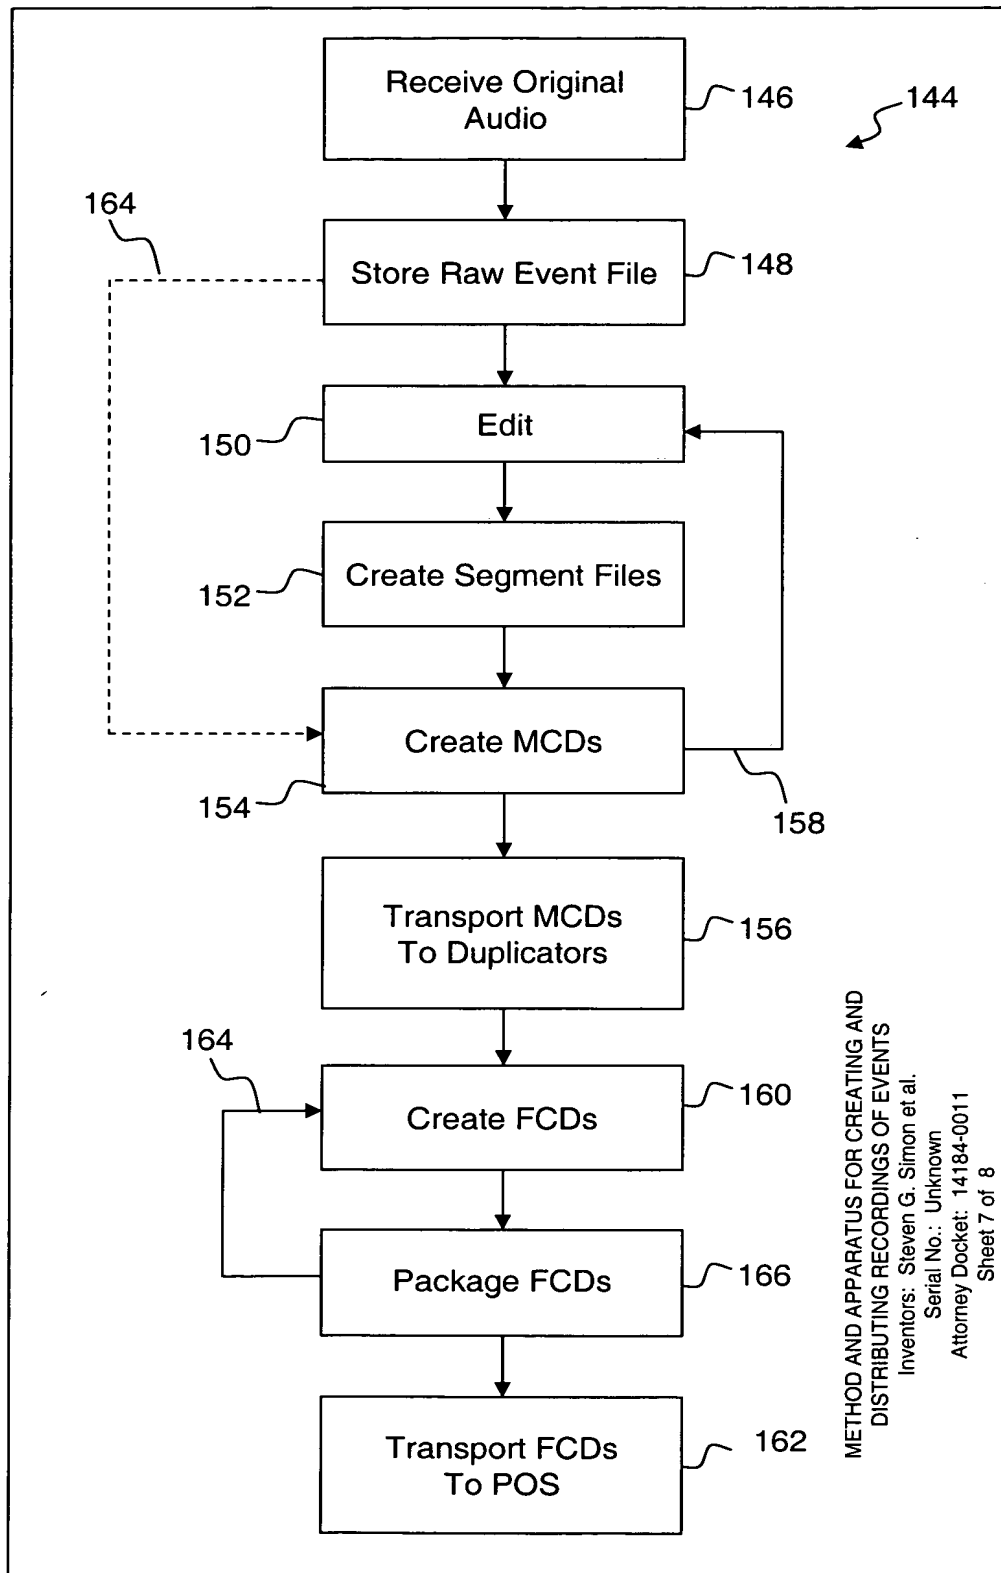 Receive Original
Audio
146
144
164
Store Raw Event File
148
Edit
150
Create Segment Files
152
Create MCDs
154
158
Transport MCDs
To Duplicators
156
164
Create FCDs
160
Package FCDs
166
Transport FCDs
To POS
162
METHOD AND APPARATUS FOR CREATING AND
DISTRIBUTING RECORDINGS OF EVENTS
Inventors: Steven G. Simon et al.
Serial No.: Unknown
Attorney Docket: 14184-0011
Sheet 7 of 8